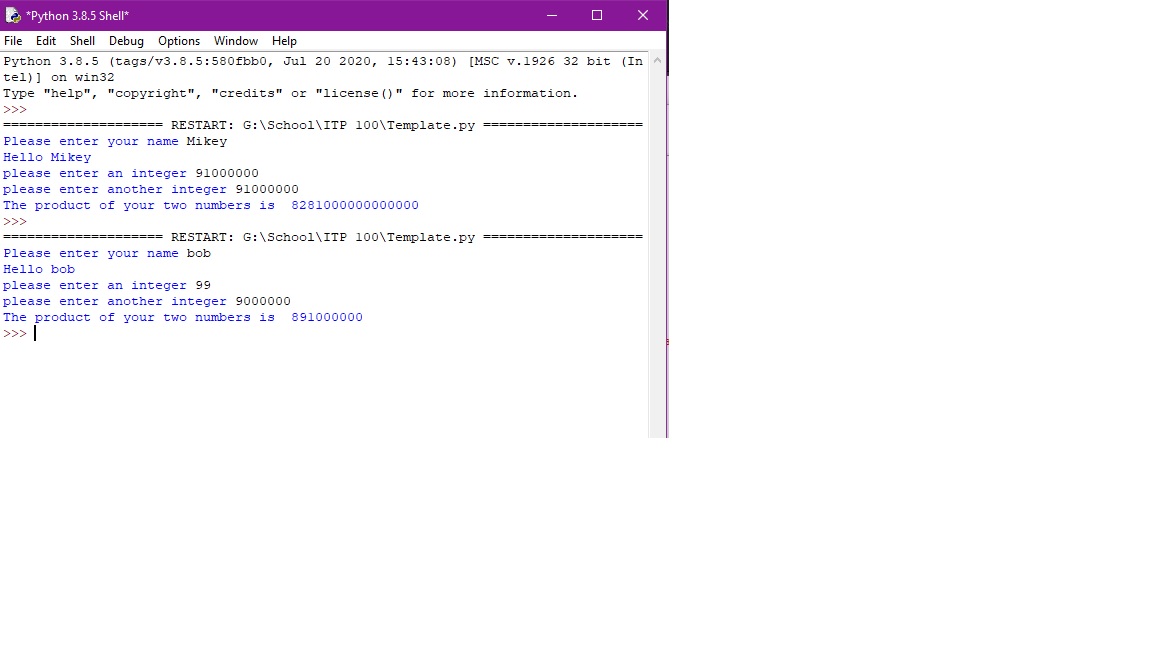 *Python 3.8.5 Shell*
File Edit Shell Debug Options Window Help
Python 3.8.5 (tags/v3.8.5:580fbb0, Jul 20 2020, 15:43:08) [MSC v.1926 32 bit (In
tel)] on win32
Type "help", "copyright", "credits" or "license()" for more information.
>>>
==================== RESTART: G:\School\ITP 100\Template.py ====================
Please enter your name Mikey
Hello Mikey
please enter an integer 91000000
please enter another integer 91000000
The product of your two numbers is  8281000000000000
>>>
==================== RESTART: G:\School\ITP 100\Template.py ====================
Please enter your name bob
Hello bob
please enter an integer 99
please enter another integer 9000000
The product of your two numbers is  891000000
>>>